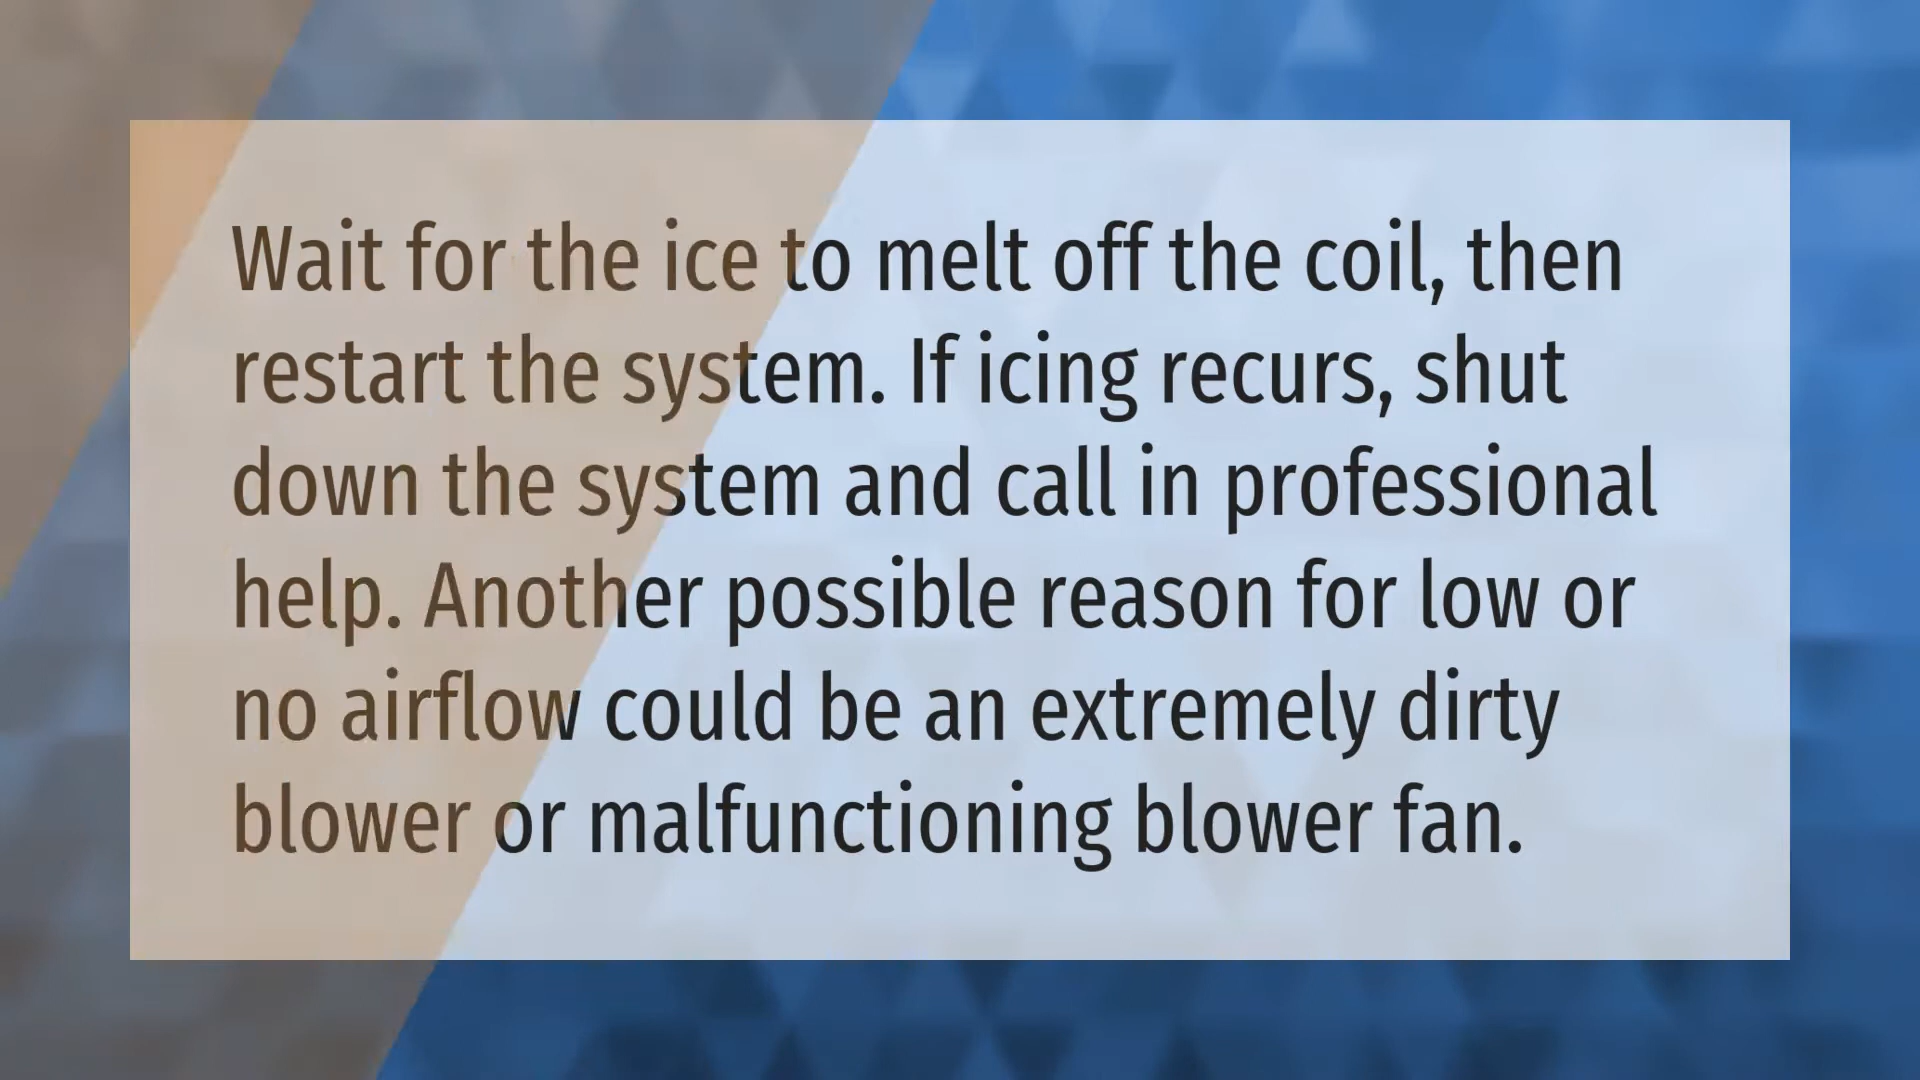 Wait for the ice to melt off the coil, then
restart the system. If icing recurs, shut
down the system and call in professional
help. Another possible reason for low or
no airflow could be an extremely dirty
blower or malfunctioning blower fan.